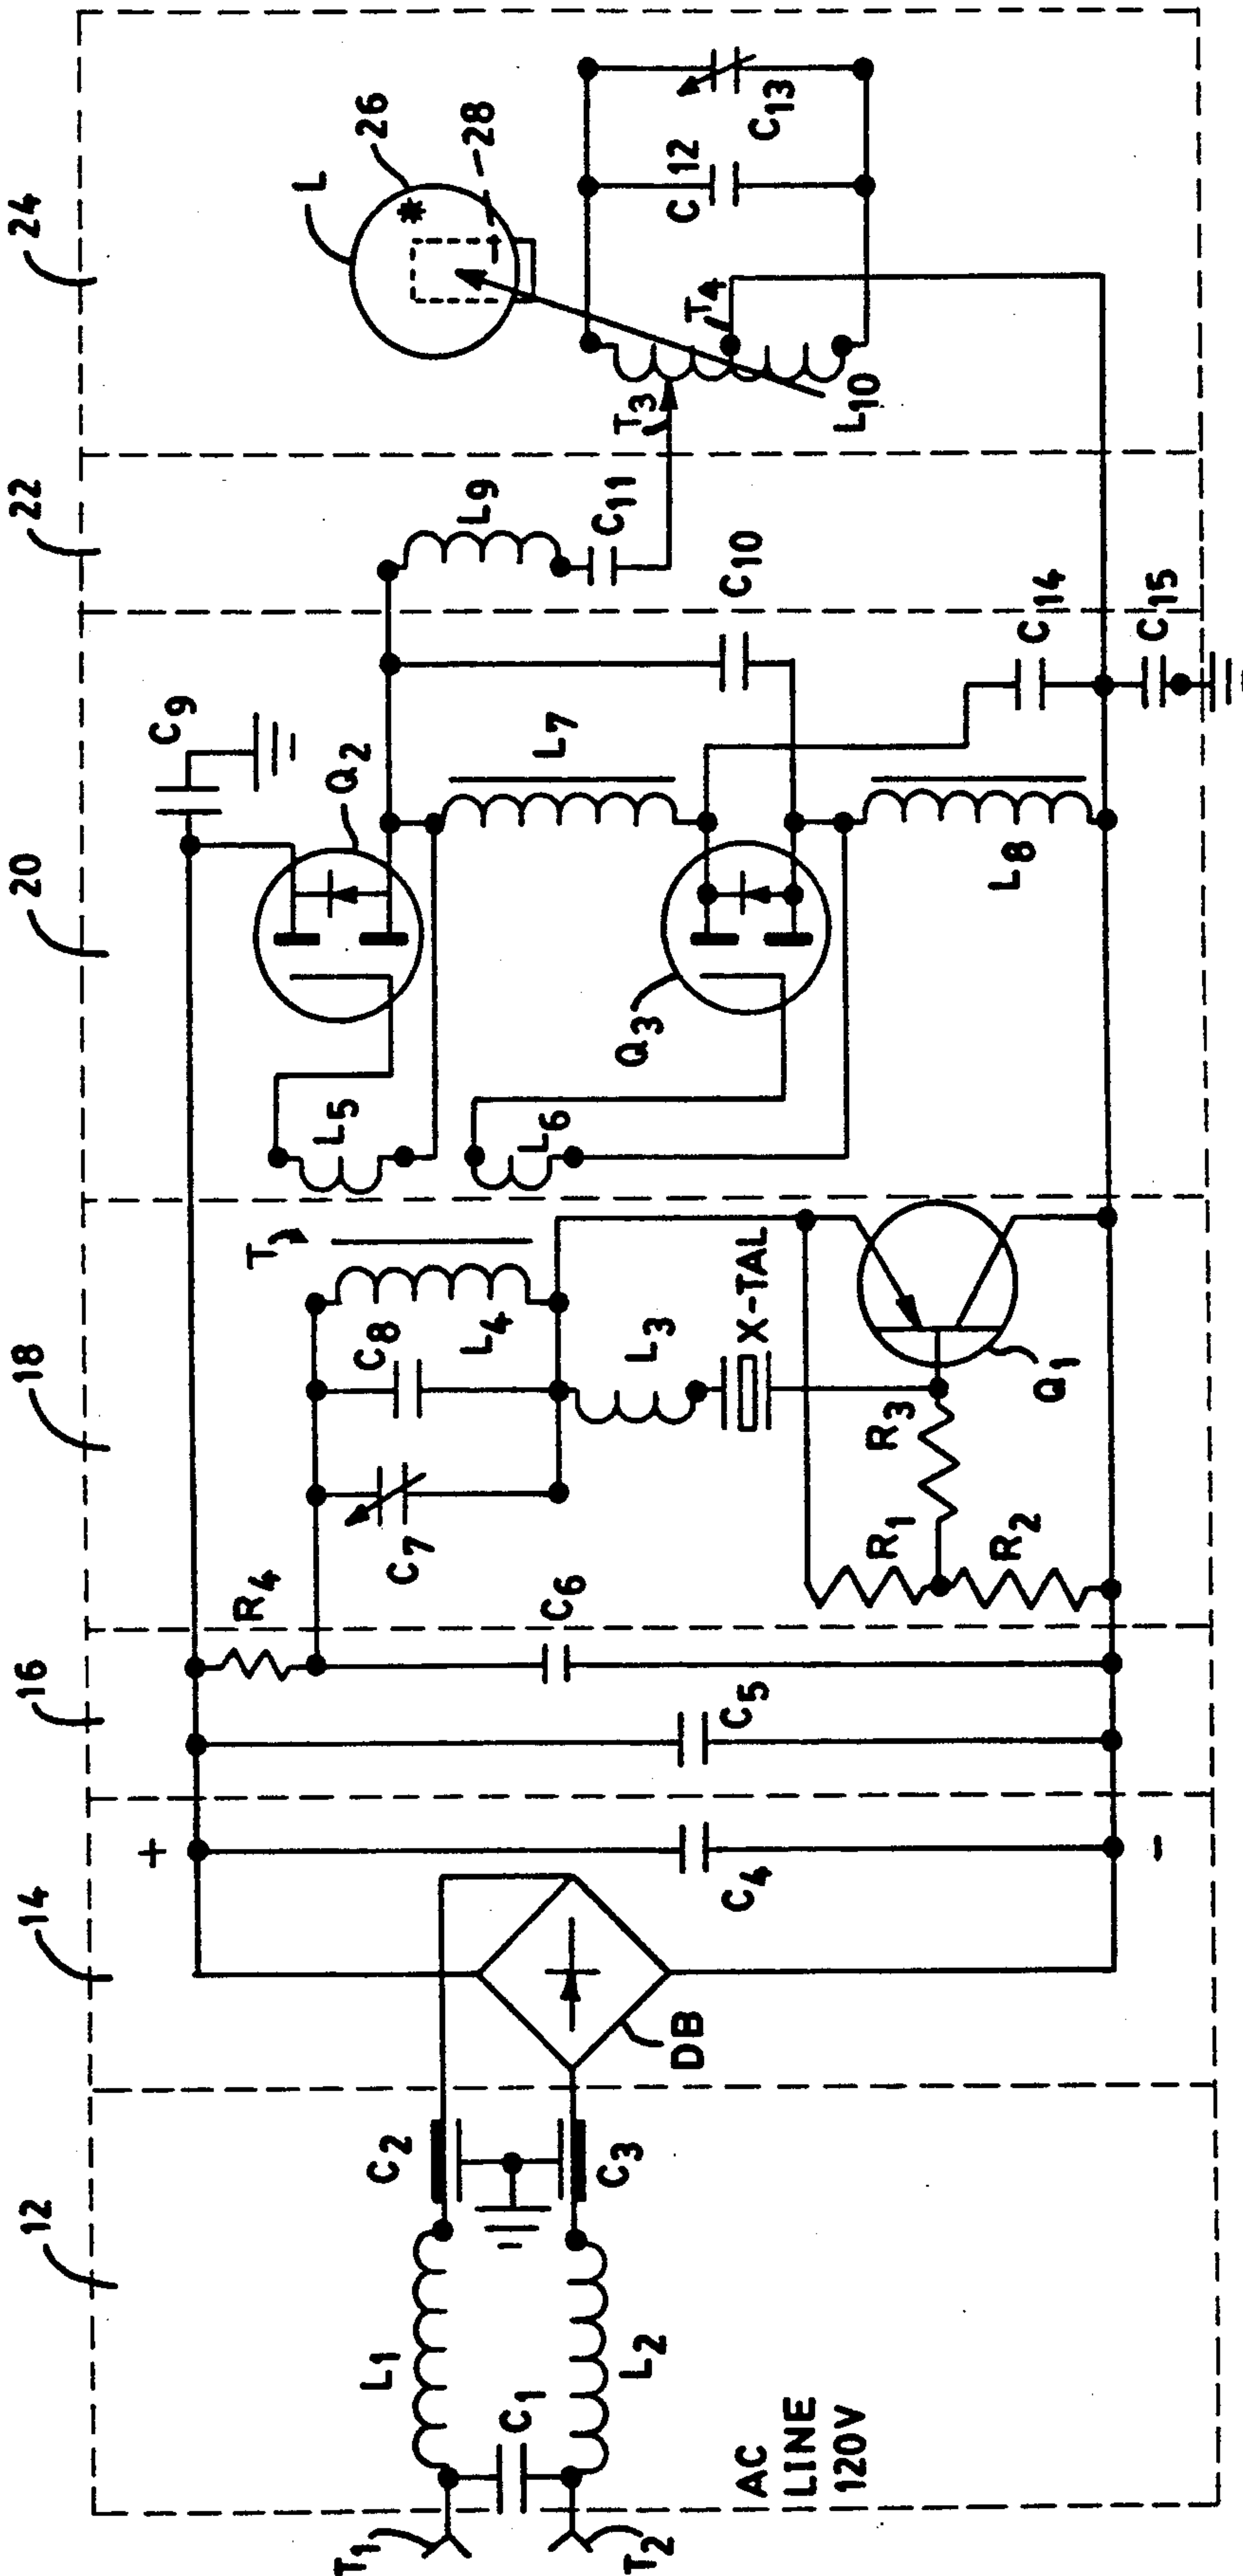 12
14
16
18
20
22
24
T1
T2
C1
L1
L2
C2
C3
AC
LINE
120V
DB
+
-
C4
C5
C6
R4
C7
C8
L4
T1
L3
X-TAL
R1
R2
R3
Q1
L5
L6
Q2
Q3
C9
L7
L8
C10
C14
C15
L9
C11
T3
T4
L10
L
26
*
28
C12
C13